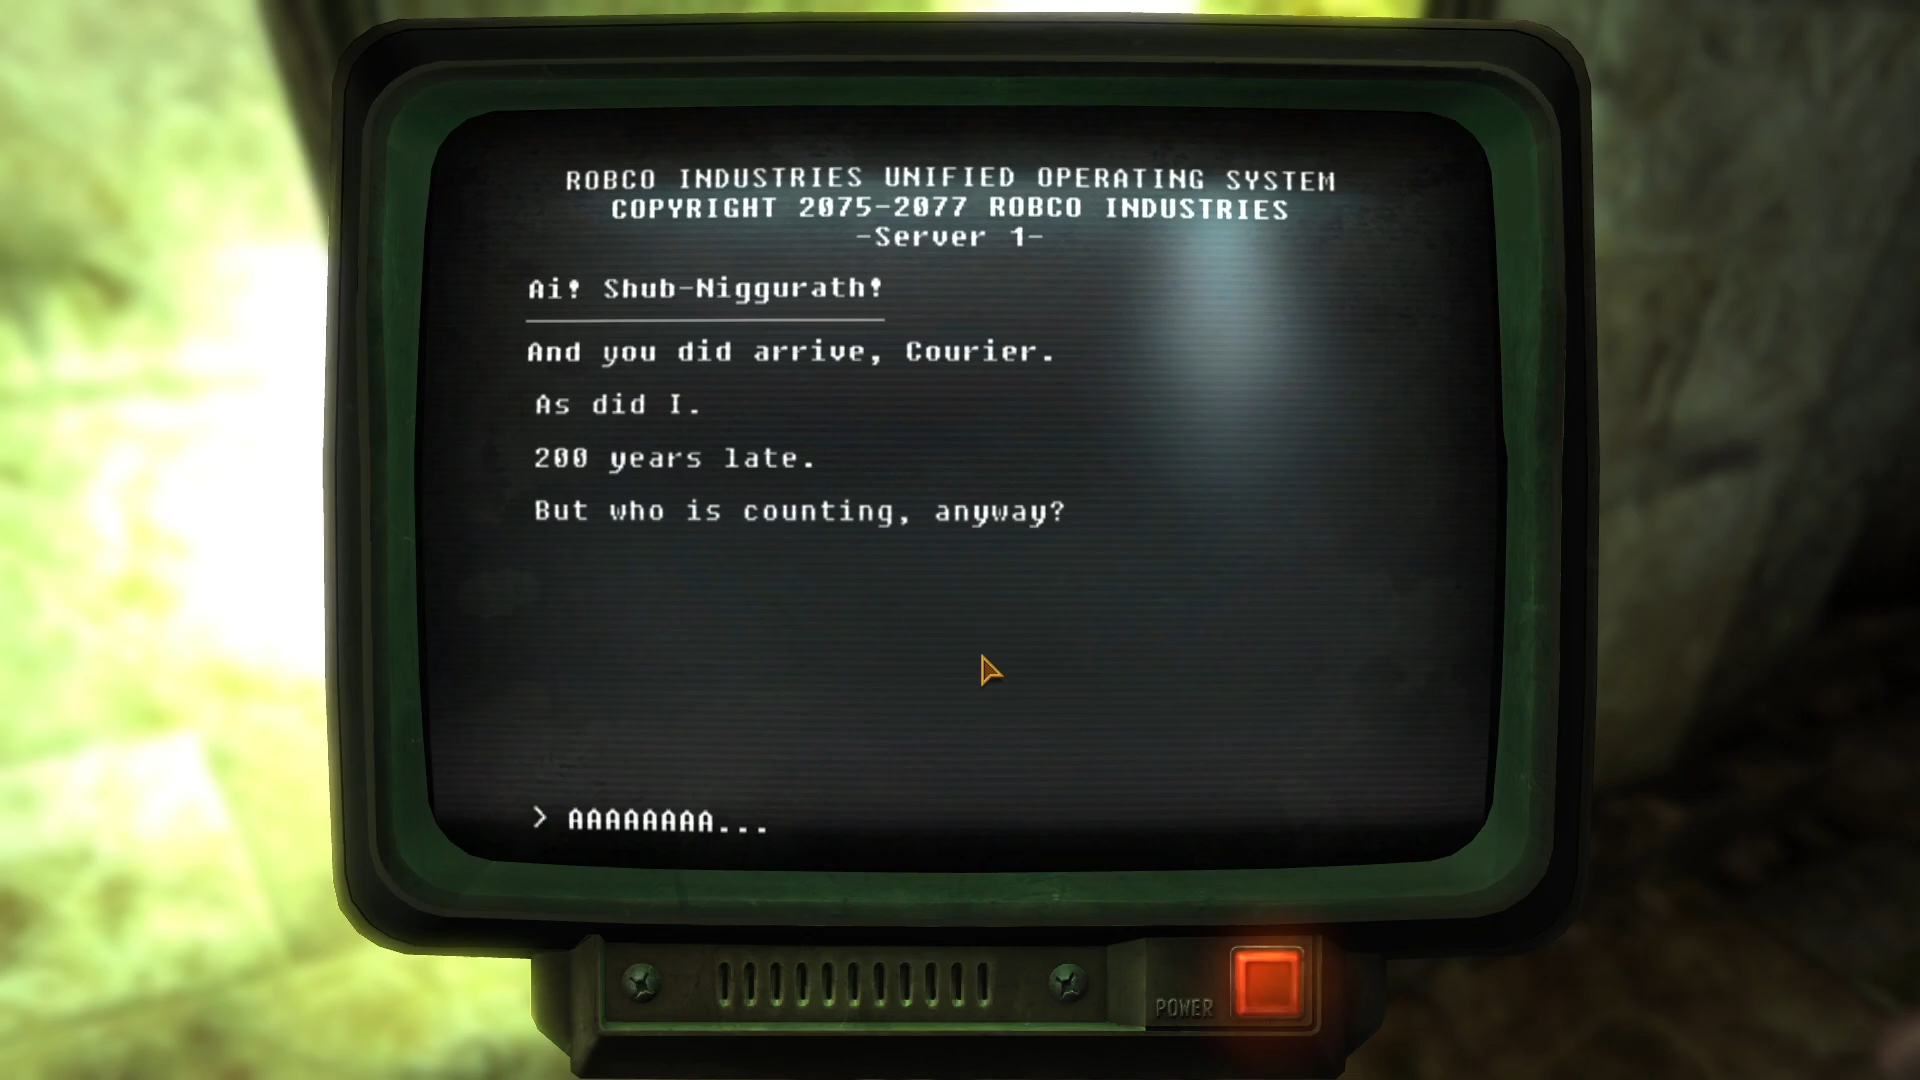 ROBCO INDUSTRIES UNIFIED OPERATING SYSTEM
COPYRIGHT 2075-2077 ROBCO INDUSTRIES
-Server 1-
Ai! Shub-Niggurath!
And you did arrive, Courier.
As did I.
200 years late.
But who is counting, anyway?
> AAAAAAAA...
POWER